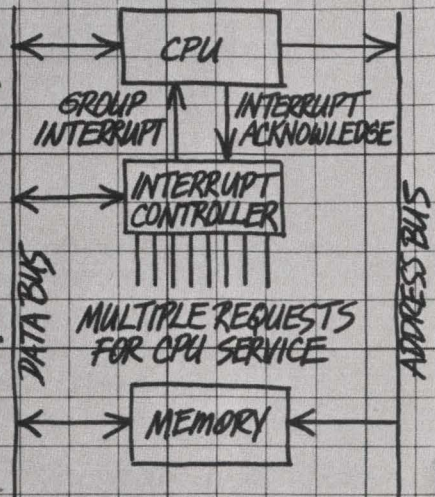 CPU
GROUP
INTERRUPT
INTERRUPT
ACKNOWLEDGE
INTERRUPT
CONTROLLER
DATA BUS
ADDRESS BUS
MULTIPLE REQUESTS
FOR CPU SERVICE
MEMORY